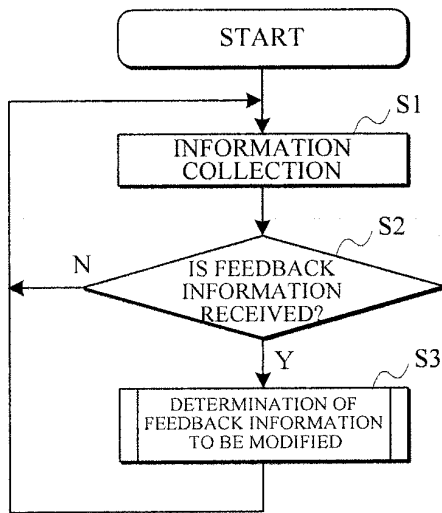 START
S1
INFORMATION
COLLECTION
S2
N
IS FEEDBACK
INFORMATION
RECEIVED?
Y
S3
DETERMINATION OF
FEEDBACK INFORMATION
TO BE MODIFIED